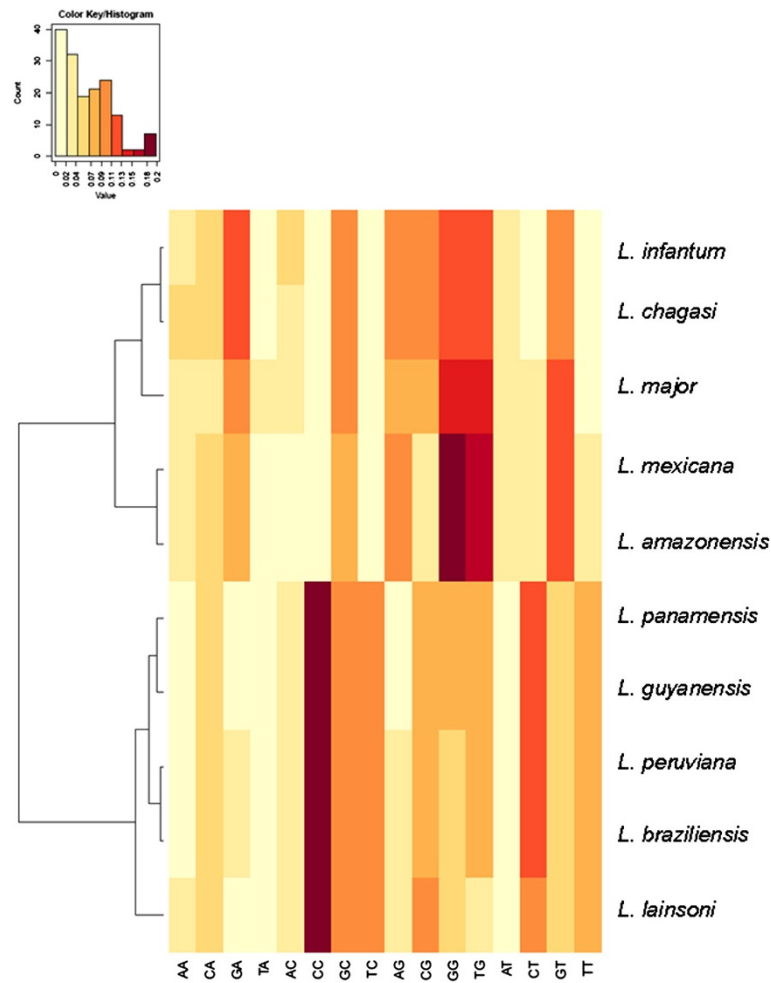 Color Key/Histogram
Count
0 10 20 30 40
0 0.02 0.04 0.07 0.09 0.11 0.13 0.15 0.18 0.2
Value
L. infantum
L. chagasi
L. major
L. mexicana
L. amazonensis
L. panamensis
L. guyanensis
L. peruviana
L. braziliensis
L. lainsoni
AA CA GA TA AC CC GC TC AG CG GG TG AT CT GT TT